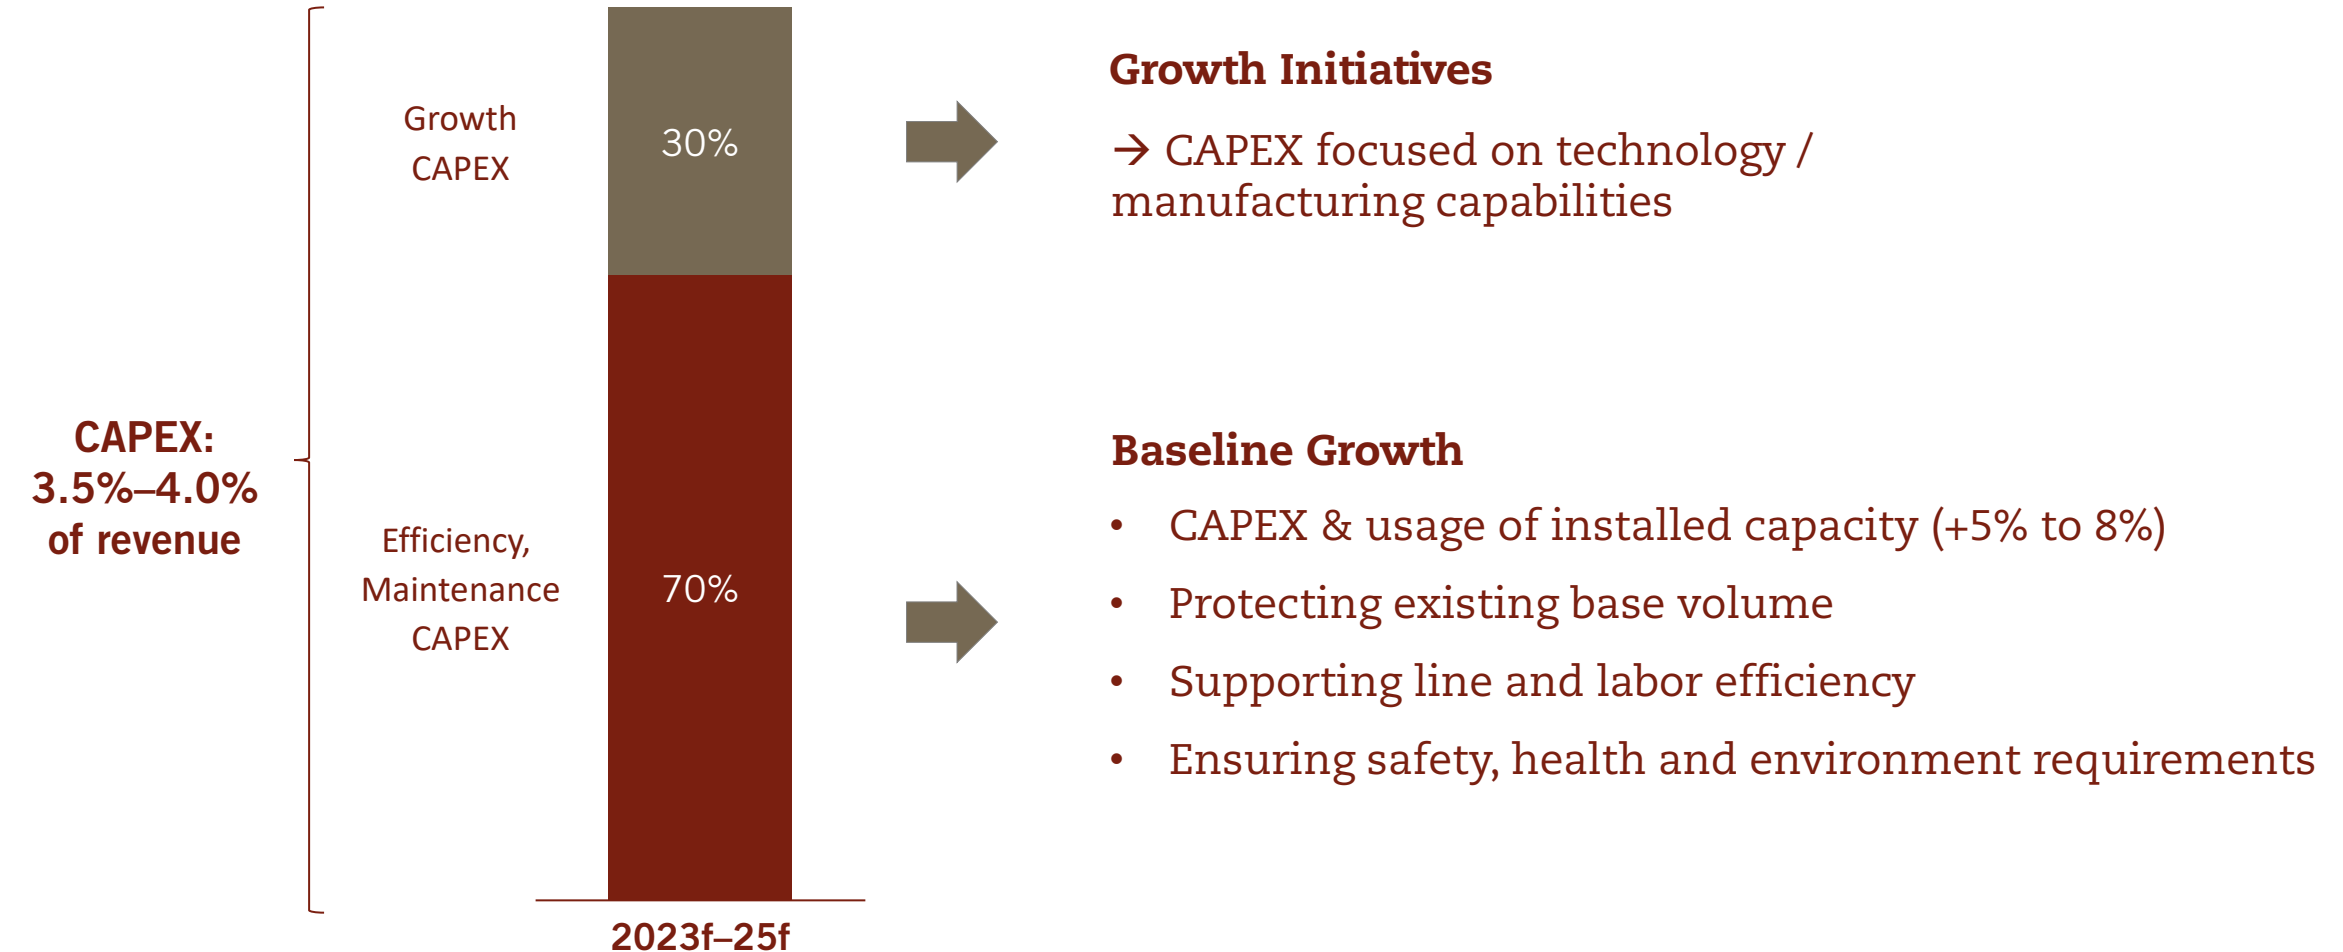 CAPEX:
3.5%–4.0%
of revenue
Growth
CAPEX
Efficiency,
Maintenance
CAPEX
30%
70%
2023f–25f
Growth Initiatives
→ CAPEX focused on technology /
manufacturing capabilities
Baseline Growth
• CAPEX & usage of installed capacity (+5% to 8%)
• Protecting existing base volume
• Supporting line and labor efficiency
• Ensuring safety, health and environment requirements